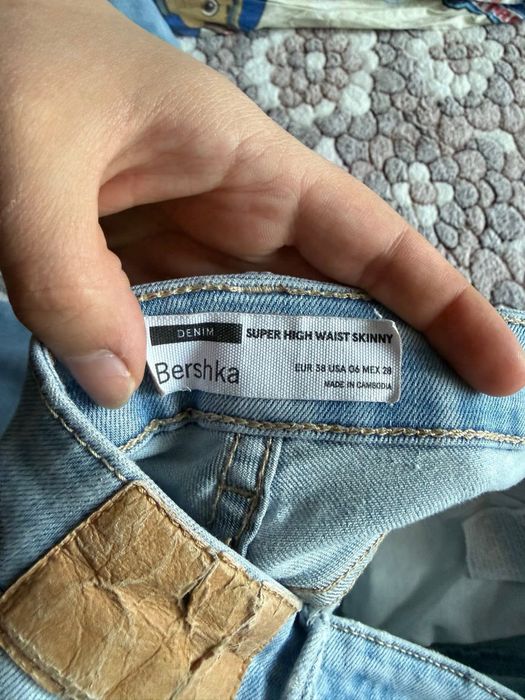 DENIM
SUPER HIGH WAIST SKINNY
Bershka
EUR 38 USA 06 MEX 28
MADE IN CAMBODIA